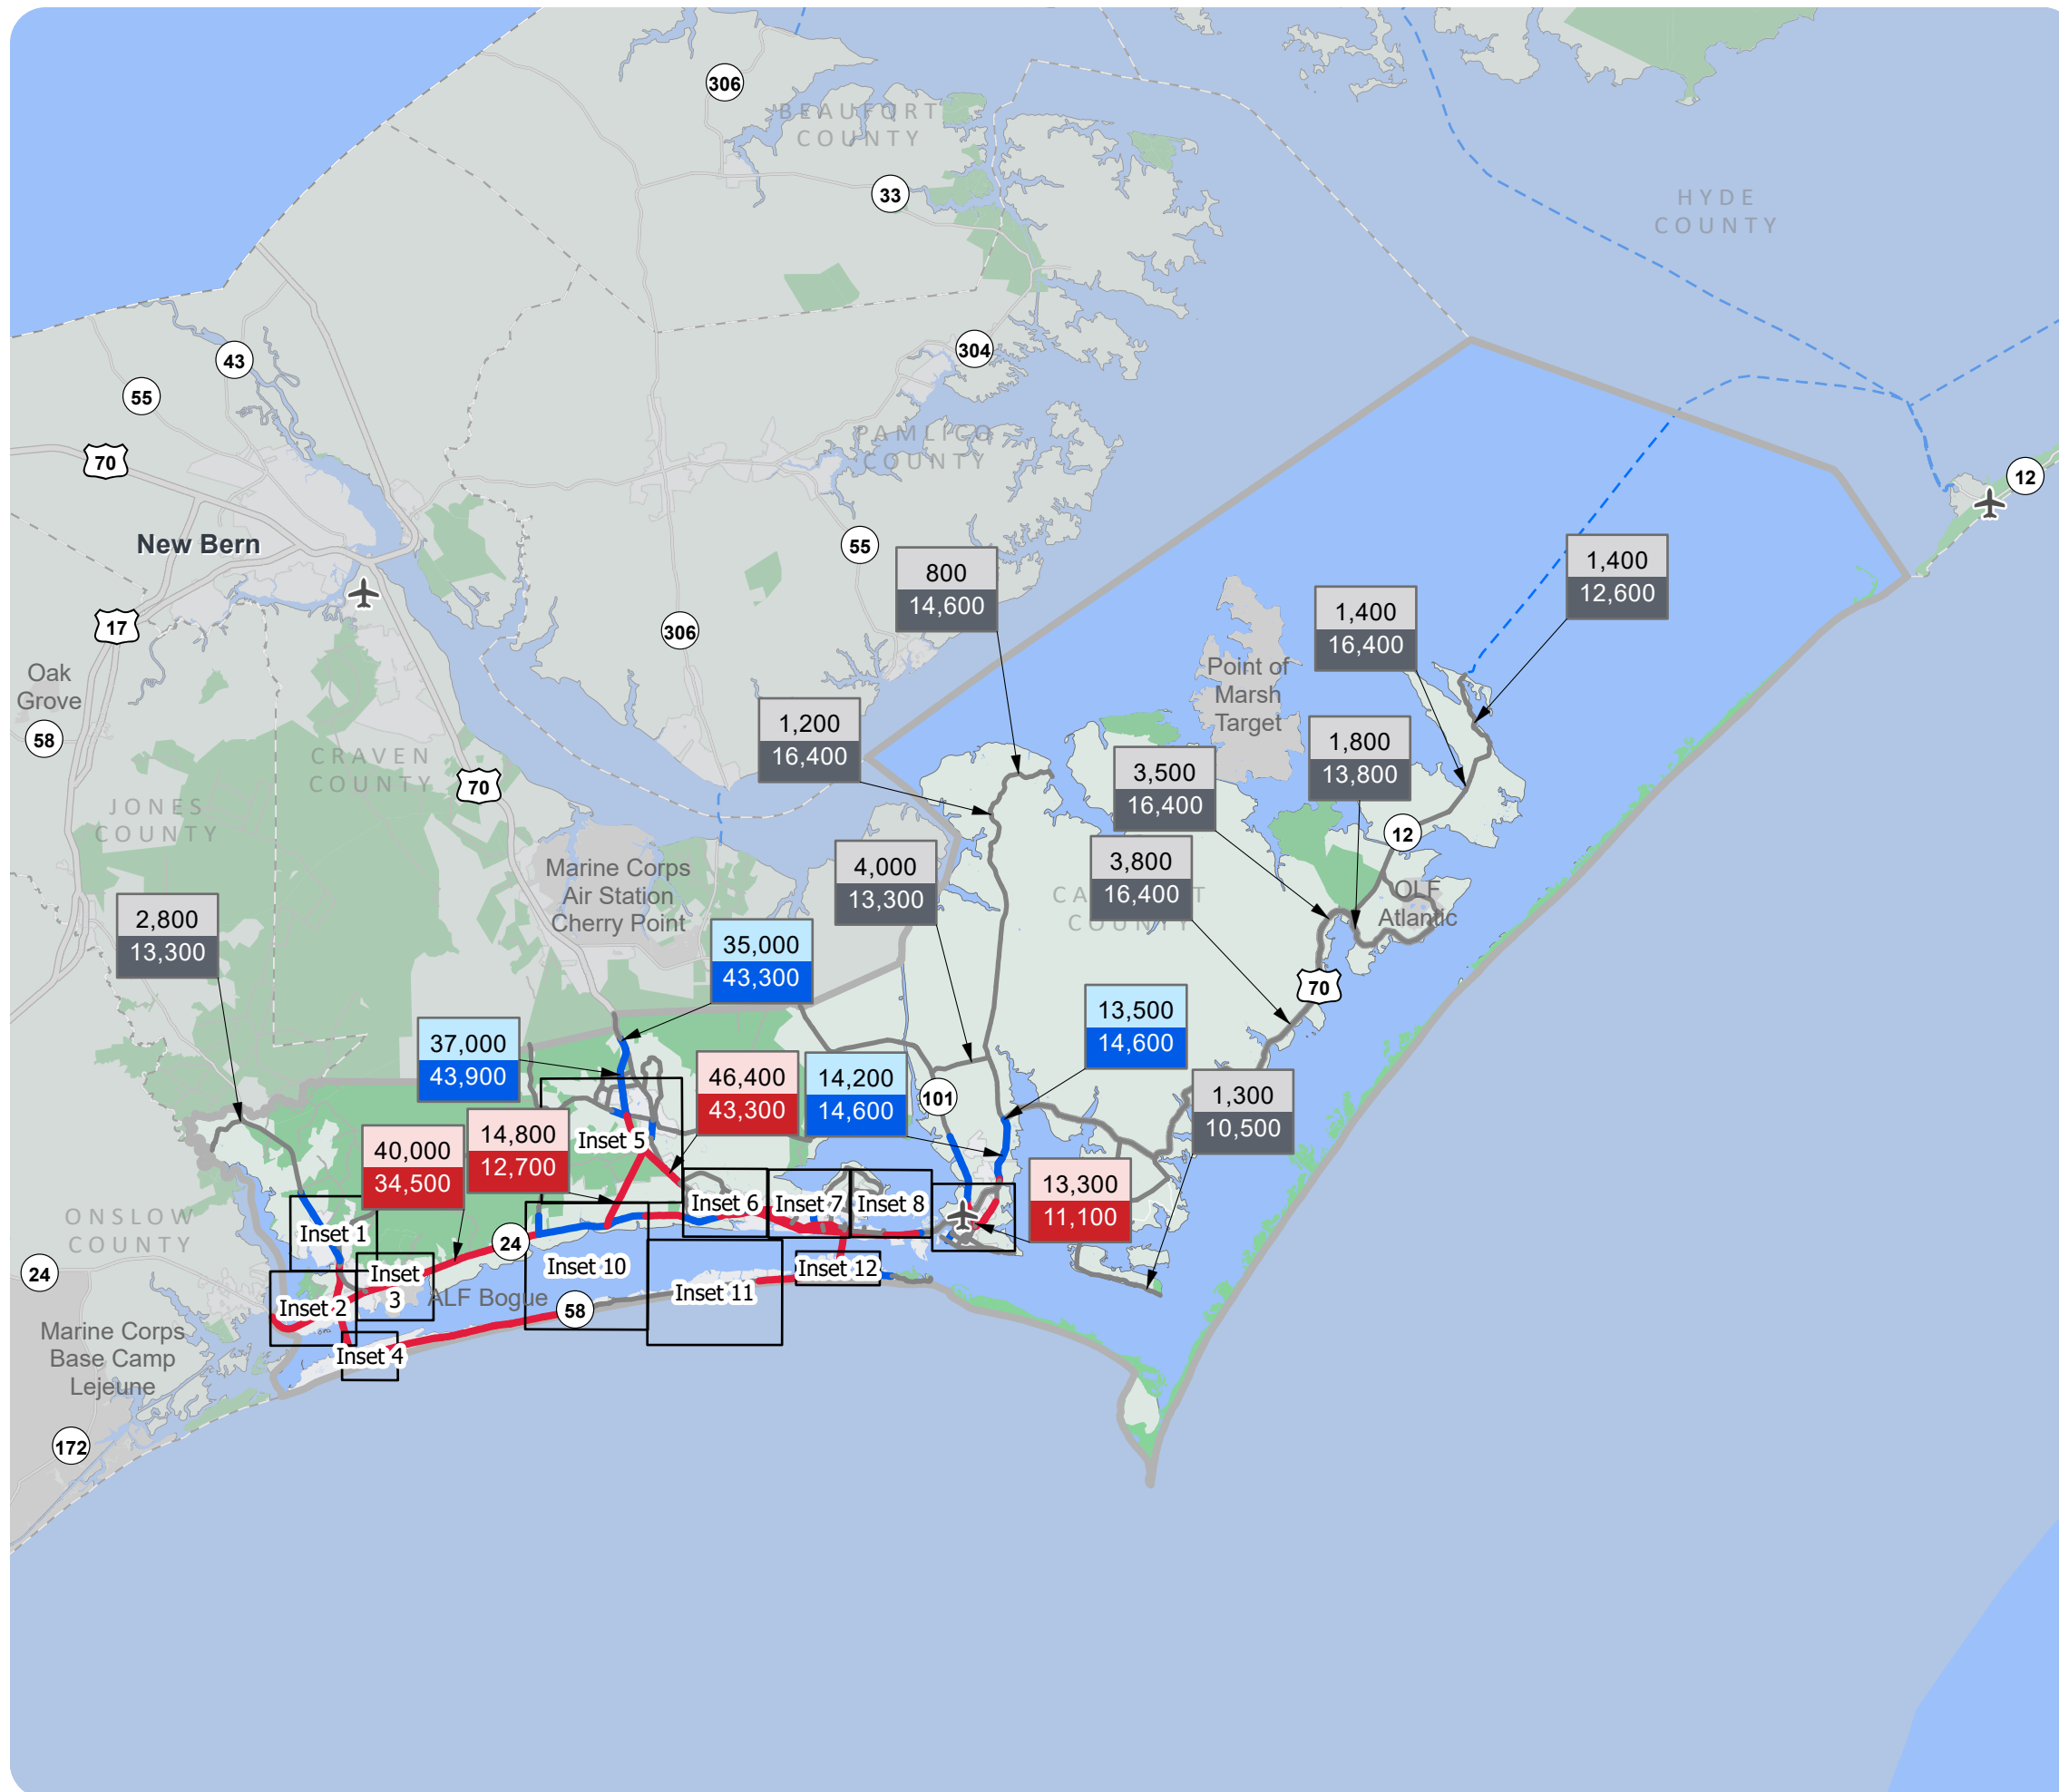 306
BEAUFORT
COUNTY
33
HYDE
COUNTY
43
304
55
PAMLICO
COUNTY
70
12
New Bern
55
800
14,600
1,400
12,600
1,400
16,400
17
306
Oak
Grove
58
Point of
Marsh
Target
1,200
16,400
1,800
13,800
3,500
16,400
CRAVEN
COUNTY
70
JONES
COUNTY
12
Marine Corps
Air Station
Cherry Point
4,000
13,300
3,800
16,400
OLF
Atlantic
COUNTY
2,800
13,300
35,000
43,300
70
13,500
14,600
37,000
43,900
46,400
43,300
14,200
14,600
101
1,300
10,500
40,000
34,500
14,800
12,700
Inset 5
13,300
11,100
Inset 6
Inset 7
Inset 8
ONSLOW
COUNTY
Inset 1
24
24
Inset
3
Inset 10
Inset 12
Inset 11
Inset 2
ALF Bogue
58
Marine Corps
Base Camp
Lejeune
Inset 4
172